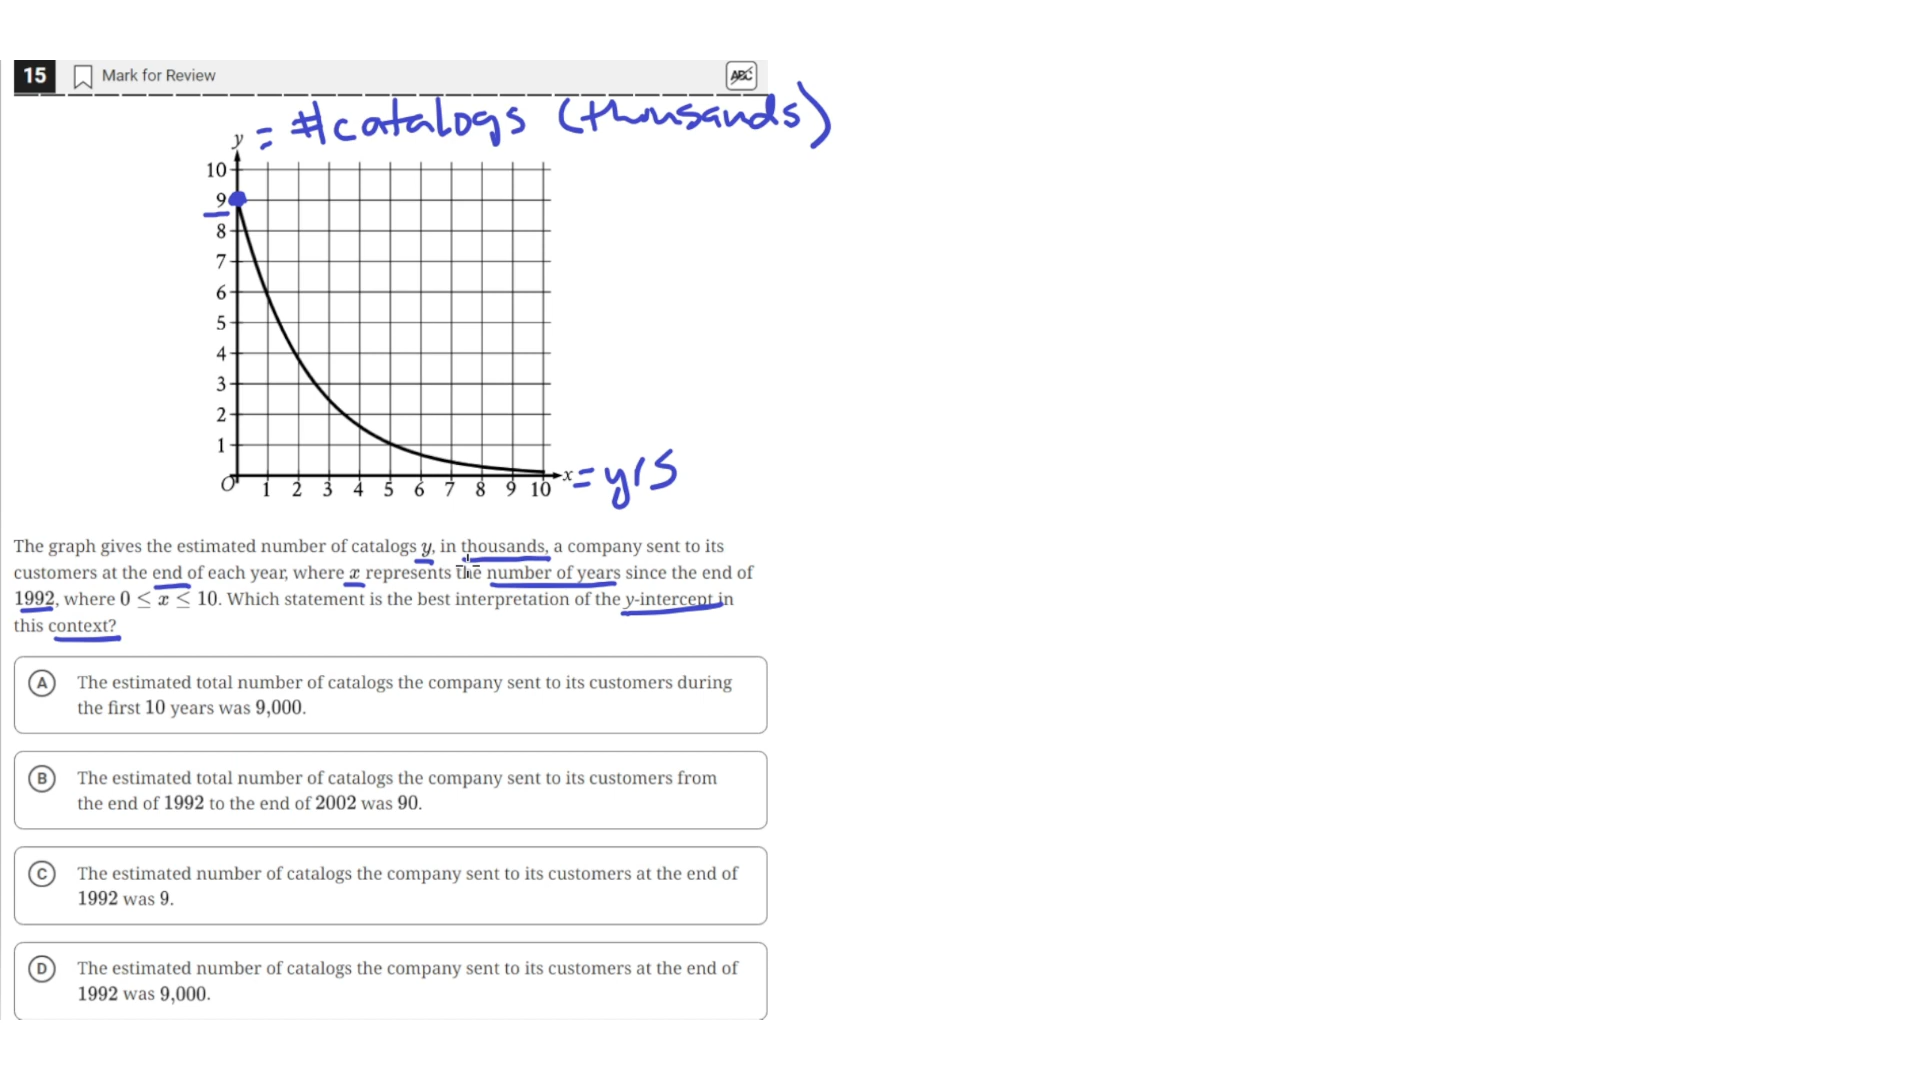 15 Mark for Review ABC
y = #catalogs (thousands)
10
9
8
7
6
5
4
3
2
1
O 1 2 3 4 5 6 7 8 9 10 x = yrs
The graph gives the estimated number of catalogs y, in thousands, a company sent to its
customers at the end of each year, where x represents the number of years since the end of
1992, where 0 ≤ x ≤ 10. Which statement is the best interpretation of the y-intercept in
this context?
A The estimated total number of catalogs the company sent to its customers during
the first 10 years was 9,000.
B The estimated total number of catalogs the company sent to its customers from
the end of 1992 to the end of 2002 was 90.
C The estimated number of catalogs the company sent to its customers at the end of
1992 was 9.
D The estimated number of catalogs the company sent to its customers at the end of
1992 was 9,000.